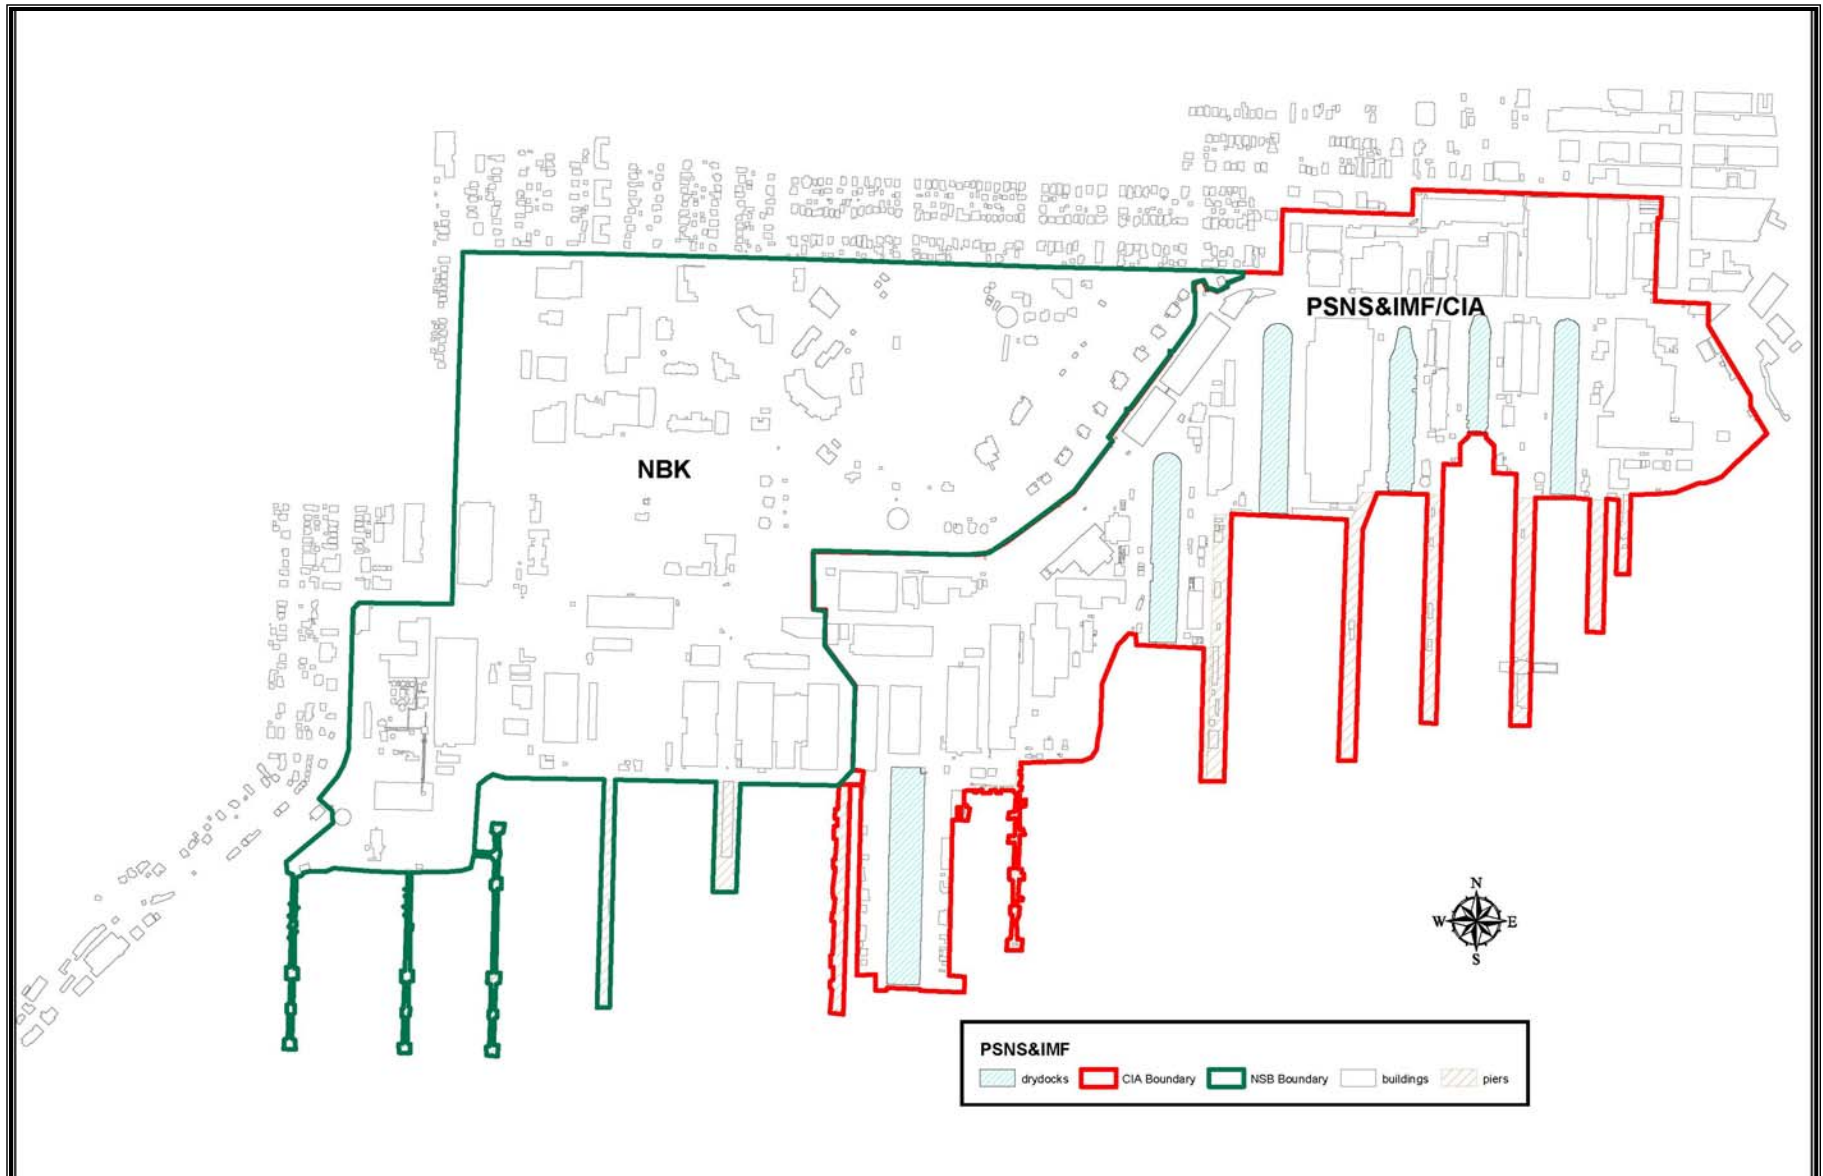 PSNS&IMF/CIA
NBK
N
W E
S
PSNS&IMF
drydocks CIA Boundary NSB Boundary buildings piers